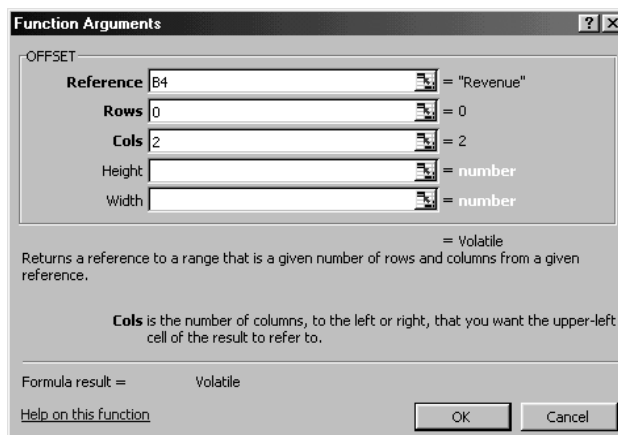 Function Arguments
OFFSET
Reference B4 = "Revenue"
Rows 0 = 0
Cols 2 = 2
Height = number
Width = number
= Volatile
Returns a reference to a range that is a given number of rows and columns from a given
reference.
Cols is the number of columns, to the left or right, that you want the upper-left
cell of the result to refer to.
Formula result = Volatile
Help on this function OK Cancel